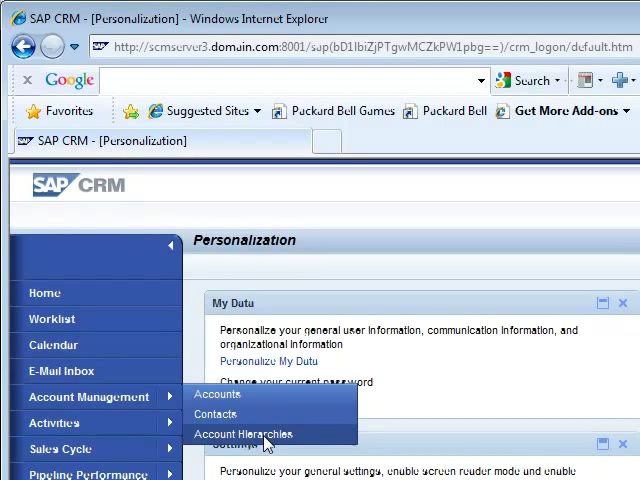 SAP CRM - [Personalization] - Windows Internet Explorer
http://scmserver3.domain.com:8001/sap(bD1lbiZjPTgwMCZkPW1pbg==)/crm_logon/default.htm
Google
Search
Favorites
Suggested Sites
Packard Bell Games
Packard Bell
Get More Add-ons
SAP CRM - [Personalization]
SAP CRM
Personalization
Home
Worklist
Calendar
E-Mail Inbox
Account Management
Activities
Sales Cycle
Pipeline Performance
My Data
Personalize your general user information, communication information, and
organizational information
Personalize My Data
Change your current password
Accounts
Contacts
Account Hierarchies
Settings
Personalize your general settings, enable screen reader mode and enable